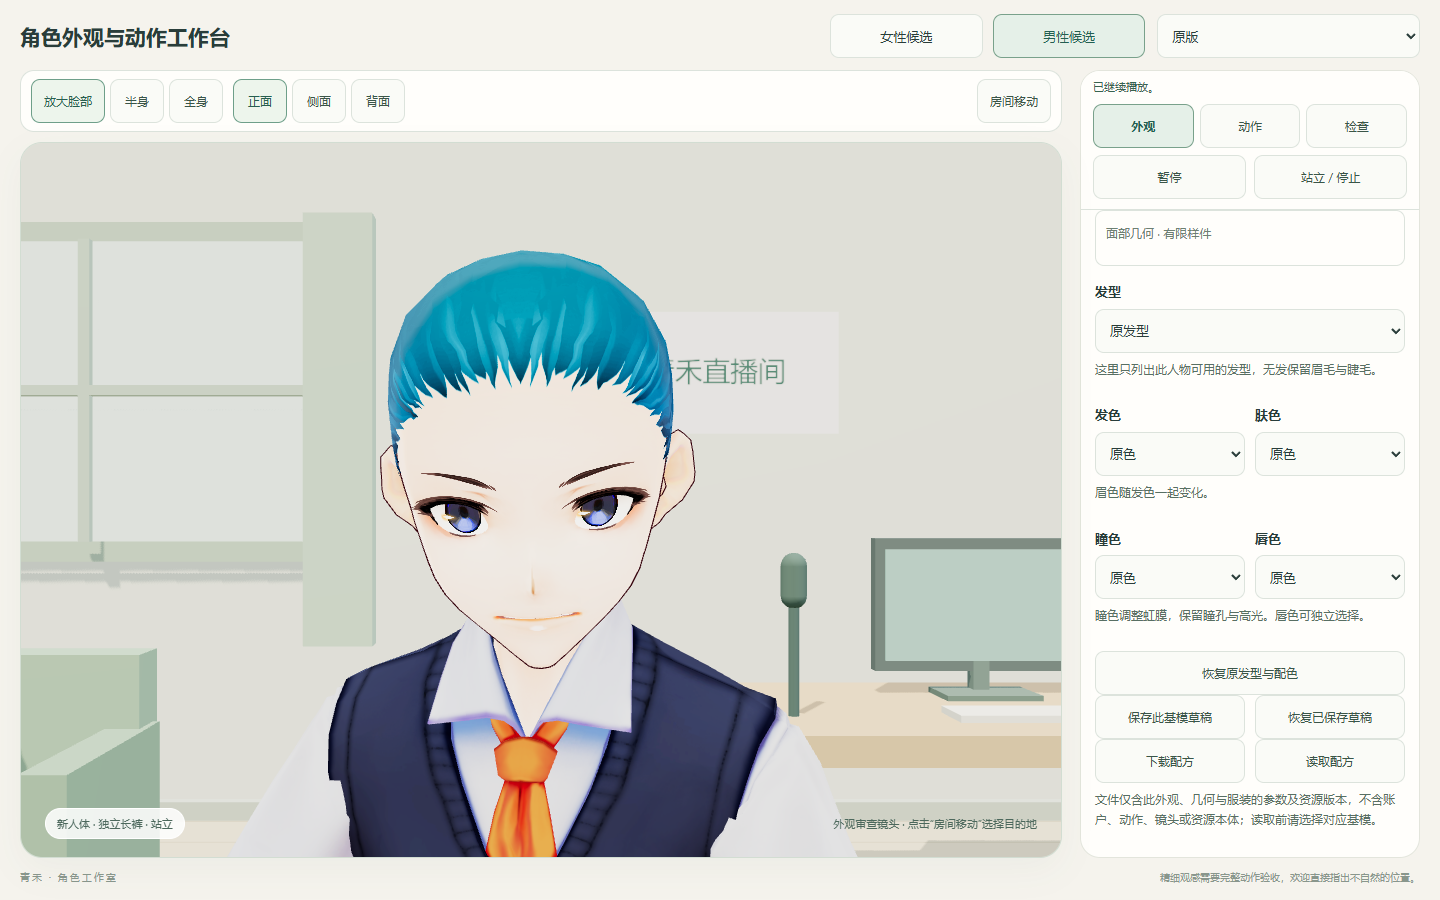 角色外观与动作工作台
女性候选
男性候选
原版
放大脸部
半身
全身
正面
侧面
背面
房间移动
禾直播间
新人体 · 独立长裤 · 站立
外观审查镜头 · 点击“房间移动”选择目的地
已继续播放。
外观
动作
检查
暂停
站立 / 停止
面部几何 · 有限样件
发型
原发型
这里只列出此人物可用的发型，无发保留眉毛与睫毛。
发色
肤色
原色
原色
眉色随发色一起变化。
瞳色
唇色
原色
原色
瞳色调整虹膜，保留瞳孔与高光。唇色可独立选择。
恢复原发型与配色
保存此基模草稿
恢复已保存草稿
下载配方
读取配方
文件仅含此外观、几何与服装的参数及资源版本，不含账
户、动作、镜头或资源本体；读取前请选择对应基模。
青禾 · 角色工作室
精细观感需要完整动作验收，欢迎直接指出不自然的位置。